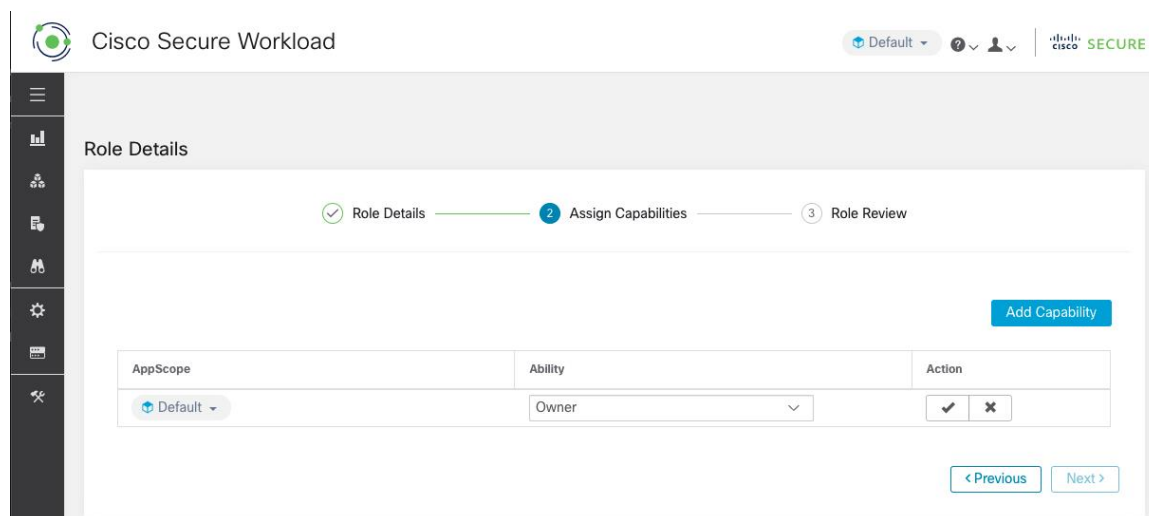 Cisco Secure Workload
Default
cisco SECURE
Role Details
Role Details
2 Assign Capabilities
3 Role Review
Add Capability
AppScope Ability Action
Default Owner
<Previous Next>